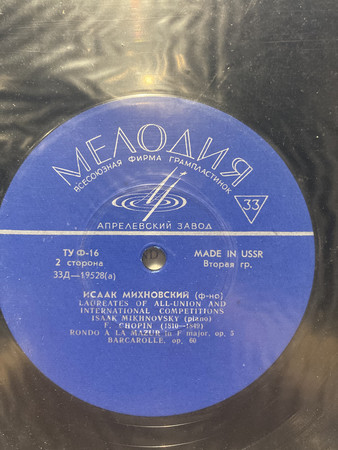 МЕЛОДИЯ
ВСЕСОЮЗНАЯ ФИРМА ГРАМПЛАСТИНОК
33
АПРЕЛЕВСКИЙ ЗАВОД
ТУ Ф-16
2 сторона
33Д—19528(а)
MADE IN USSR
Вторая гр.
ИСААК МИХНОВСКИЙ (ф-но)
LAUREATES OF ALL-UNION AND
INTERNATIONAL COMPETITIONS
ISAAK MIKHNOVSKY (piano)
F. CHOPIN (1810—1849)
RONDO A LA MAZUR in F major, op. 5
BARCAROLLE, op. 60